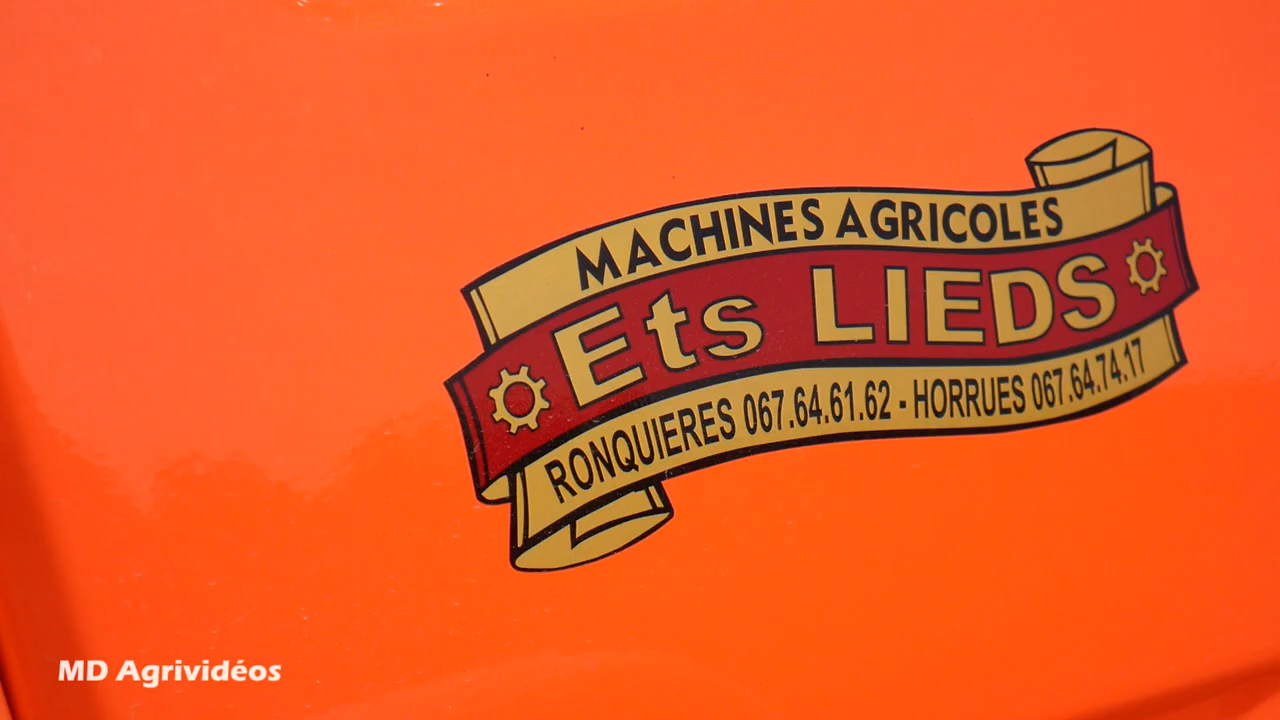 MACHINES AGRICOLES
Ets LIEDS
RONQUIERES 067.64.61.62 - HORRUES 067.64.74.17
MD Agrividéos